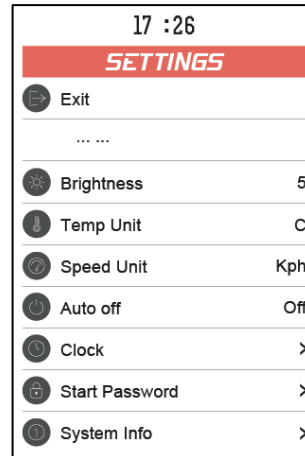 17 :26
SETTINGS
Exit
... ...
Brightness 5
Temp Unit C
Speed Unit Kph
Auto off Off
Clock >
Start Password >
System Info >